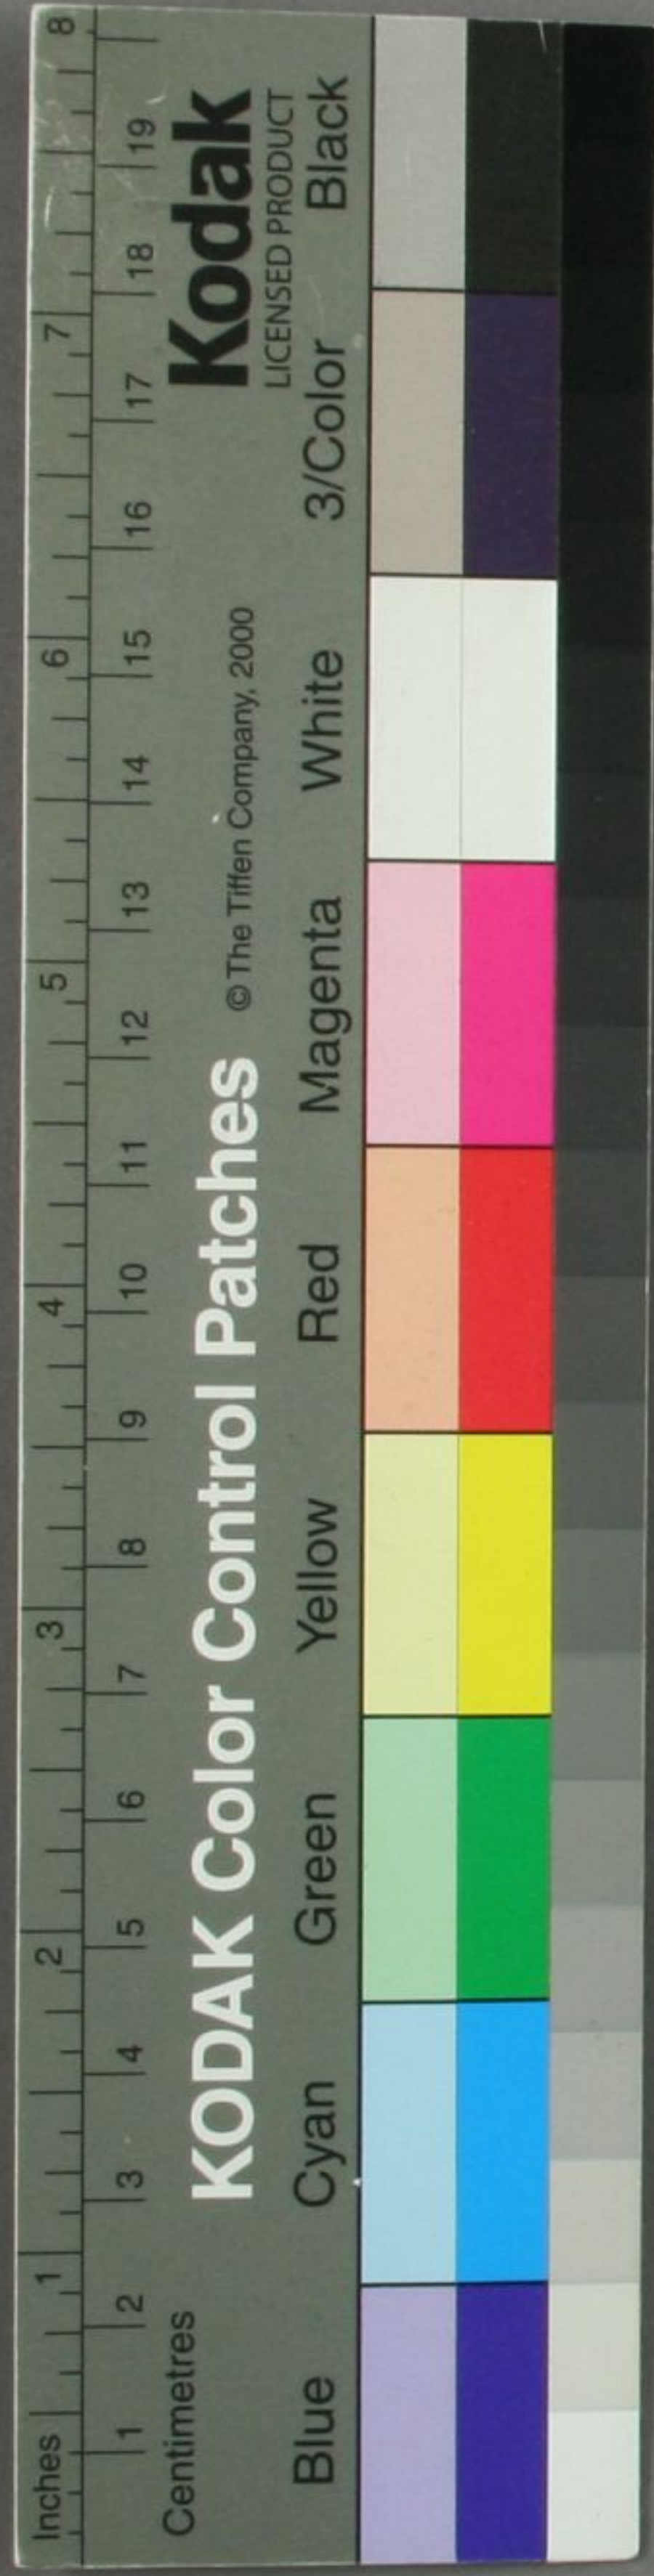 Inches 1 2 3 4 5 6 7 8
Centimetres 1 2 3 4 5 6 7 8 9 10 11 12 13 14 15 16 17 18 19
KODAK Color Control Patches © The Tiffen Company, 2000 Kodak
LICENSED PRODUCT
Blue Cyan Green Yellow Red Magenta White 3/Color Black